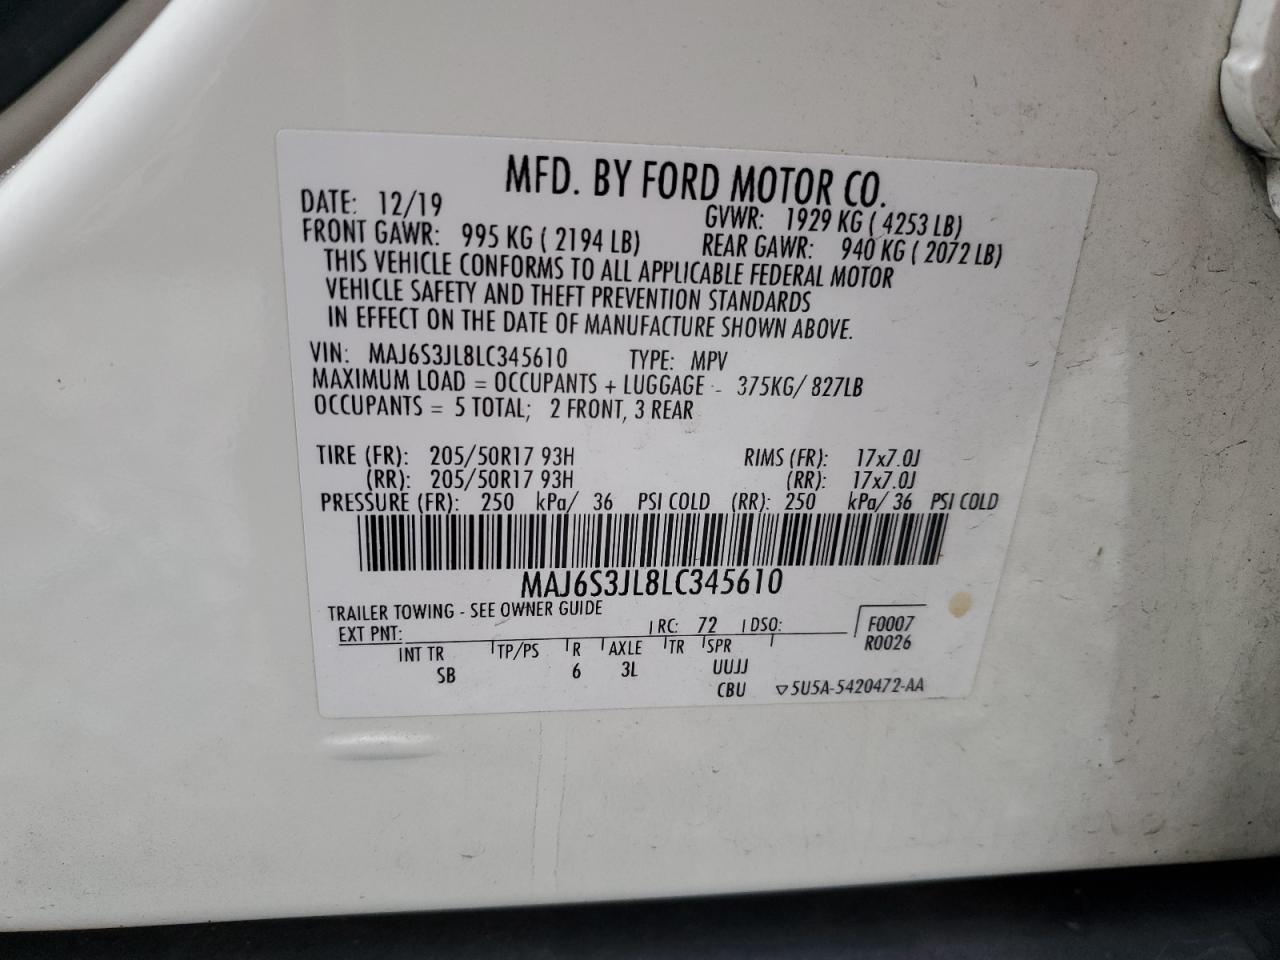 MFD. BY FORD MOTOR CO.
DATE: 12/19 GVWR: 1929 KG ( 4253 LB)
FRONT GAWR: 995 KG ( 2194 LB) REAR GAWR: 940 KG ( 2072 LB)
THIS VEHICLE CONFORMS TO ALL APPLICABLE FEDERAL MOTOR
VEHICLE SAFETY AND THEFT PREVENTION STANDARDS
IN EFFECT ON THE DATE OF MANUFACTURE SHOWN ABOVE.
VIN: MAJ6S3JL8LC345610 TYPE: MPV
MAXIMUM LOAD = OCCUPANTS + LUGGAGE - 375KG/ 827LB
OCCUPANTS = 5 TOTAL; 2 FRONT, 3 REAR
TIRE (FR): 205/50R17 93H RIMS (FR): 17x7.0J
(RR): 205/50R17 93H (RR): 17x7.0J
PRESSURE (FR): 250 kPa/ 36 PSI COLD (RR): 250 kPa/ 36 PSI COLD
MAJ6S3JL8LC345610
TRAILER TOWING - SEE OWNER GUIDE
EXT PNT: RC: 72 DSO: F0007
R0026
INT TR TP/PS R AXLE TR SPR
SB 6 3L UUJJ
CBU ▽5U5A-5420472-AA